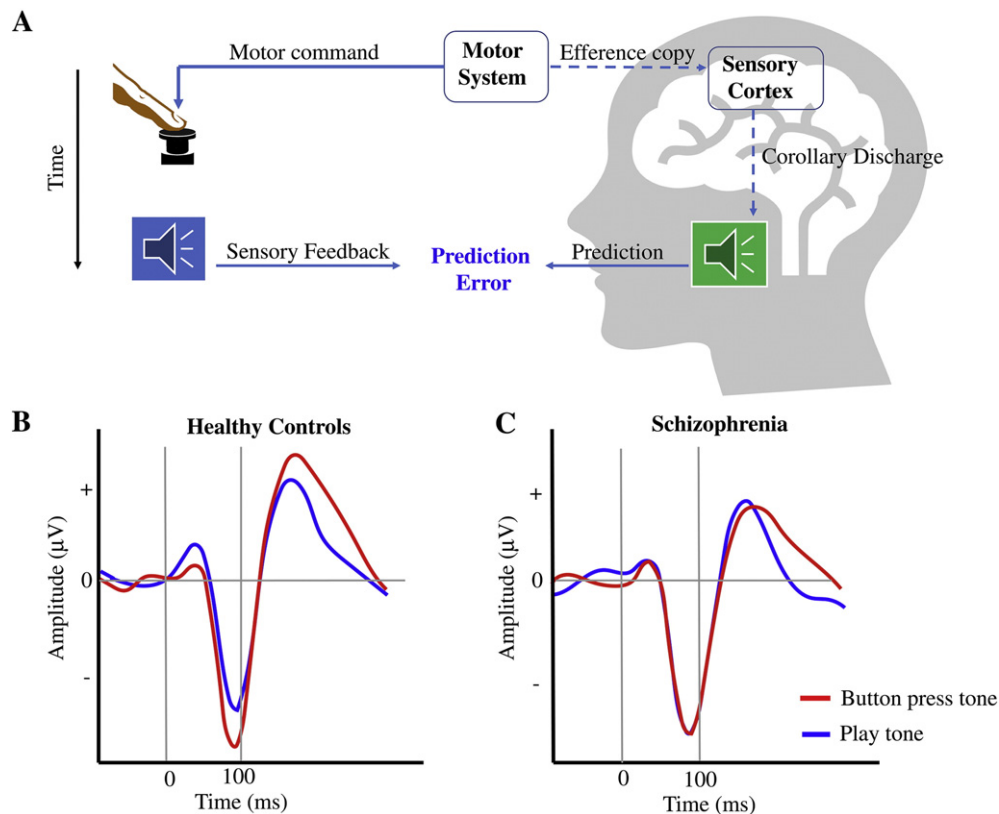 A
Motor command
Motor
System
Efference copy
Sensory
Cortex
Time
Corollary Discharge
Sensory Feedback
Prediction
Error
Prediction
B
Healthy Controls
+
0
-
Amplitude (µV)
0
100
Time (ms)
C
Schizophrenia
+
0
-
Amplitude (µV)
0
100
Time (ms)
Button press tone
Play tone